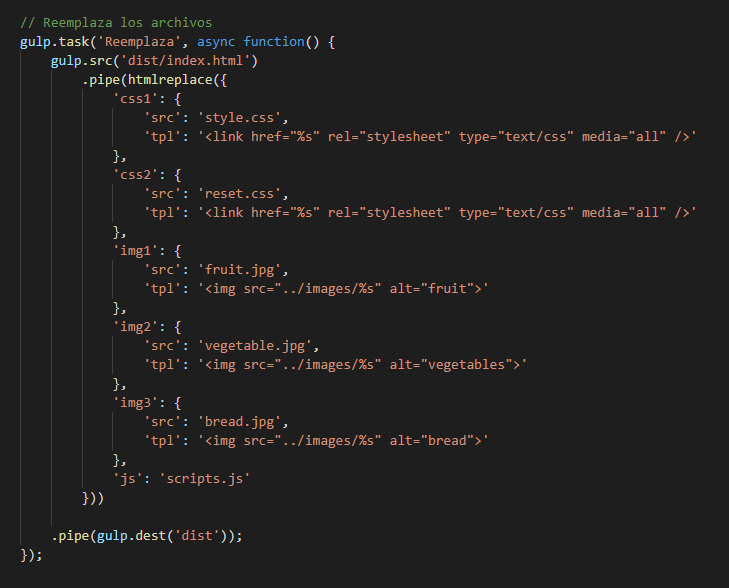 // Reemplaza los archivos
gulp.task('Reemplaza', async function() {
    gulp.src('dist/index.html')
        .pipe(htmlreplace({
            'css1': {
                'src': 'style.css',
                'tpl': '<link href="%s" rel="stylesheet" type="text/css" media="all" />'
            },
            'css2': {
                'src': 'reset.css',
                'tpl': '<link href="%s" rel="stylesheet" type="text/css" media="all" />'
            },
            'img1': {
                'src': 'fruit.jpg',
                'tpl': '<img src="../images/%s" alt="fruit">'
            },
            'img2': {
                'src': 'vegetable.jpg',
                'tpl': '<img src="../images/%s" alt="vegetables">'
            },
            'img3': {
                'src': 'bread.jpg',
                'tpl': '<img src="../images/%s" alt="bread">'
            },
            'js': 'scripts.js'
        }))
    .pipe(gulp.dest('dist'));
});